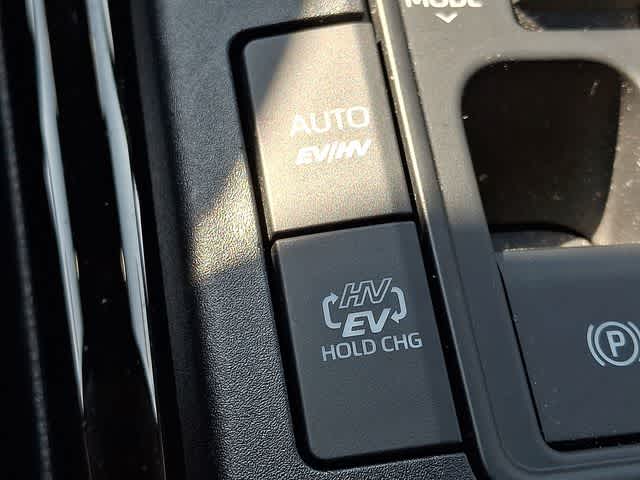 MODE
AUTO
EV/HV
HV
EV
HOLD CHG
P